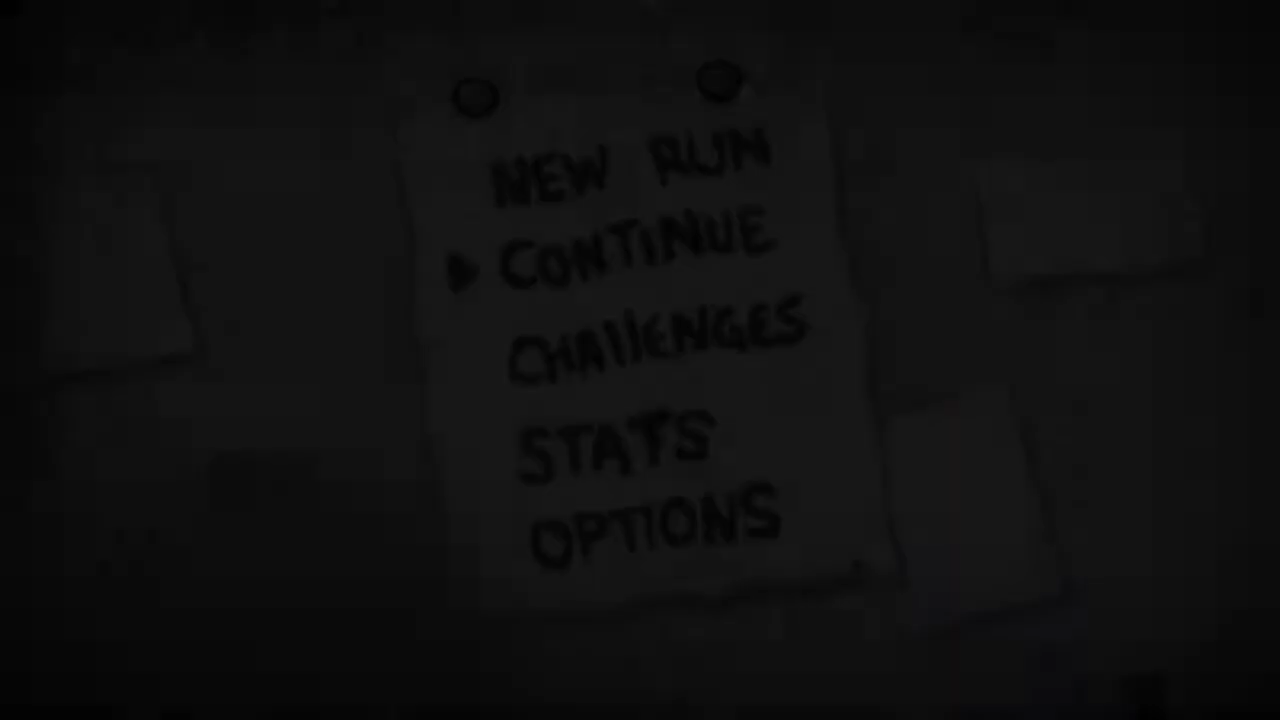 NEW RUN
CONTINUE
CHALLENGES
STATS
OPTIONS